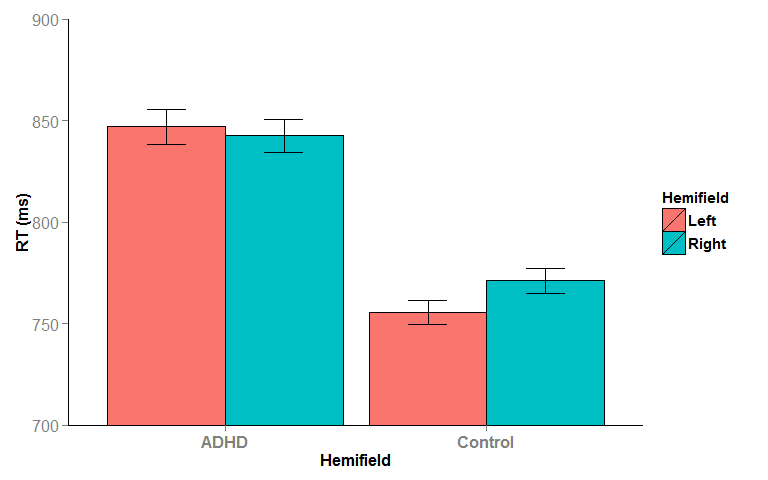 900
850
800
750
700
RT (ms)
ADHD Control
Hemifield
Hemifield
Left
Right